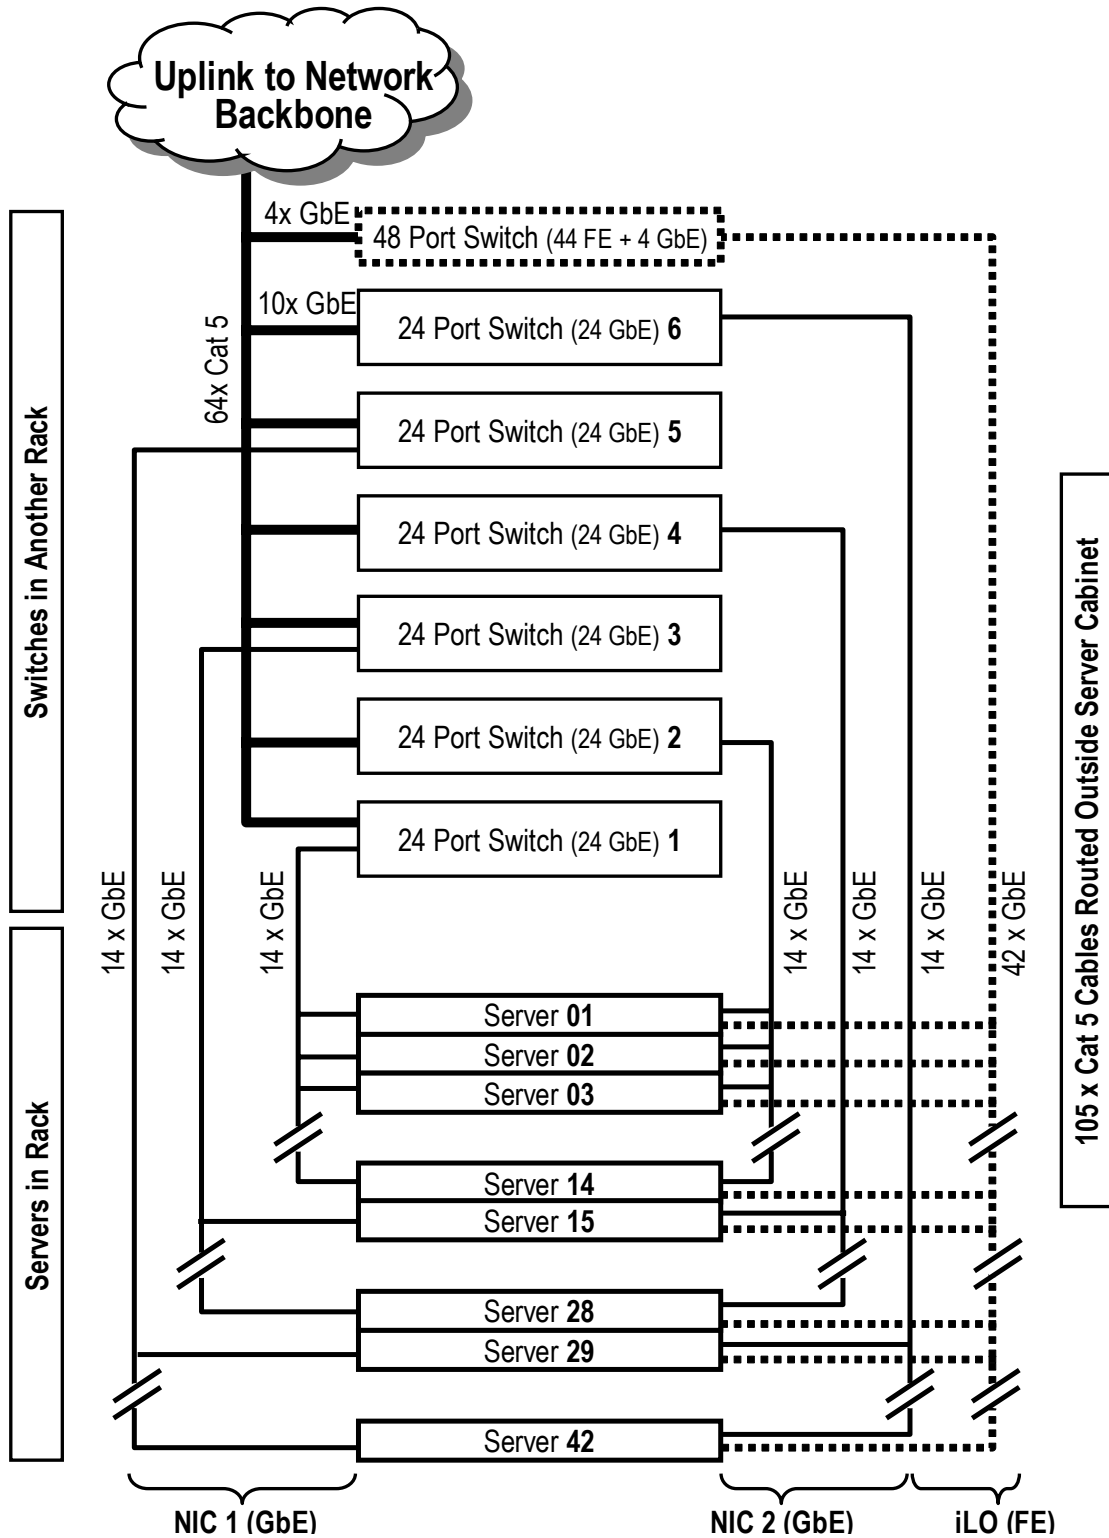 Uplink to Network
Backbone
4x GbE
48 Port Switch (44 FE + 4 GbE)
10x GbE
64x Cat 5
24 Port Switch (24 GbE) 6
24 Port Switch (24 GbE) 5
24 Port Switch (24 GbE) 4
24 Port Switch (24 GbE) 3
24 Port Switch (24 GbE) 2
24 Port Switch (24 GbE) 1
Switches in Another Rack
Servers in Rack
105 x Cat 5 Cables Routed Outside Server Cabinet
14 x GbE
14 x GbE
14 x GbE
14 x GbE
14 x GbE
14 x GbE
42 x GbE
Server 01
Server 02
Server 03
Server 14
Server 15
Server 28
Server 29
Server 42
NIC 1 (GbE)
NIC 2 (GbE)
iLO (FE)